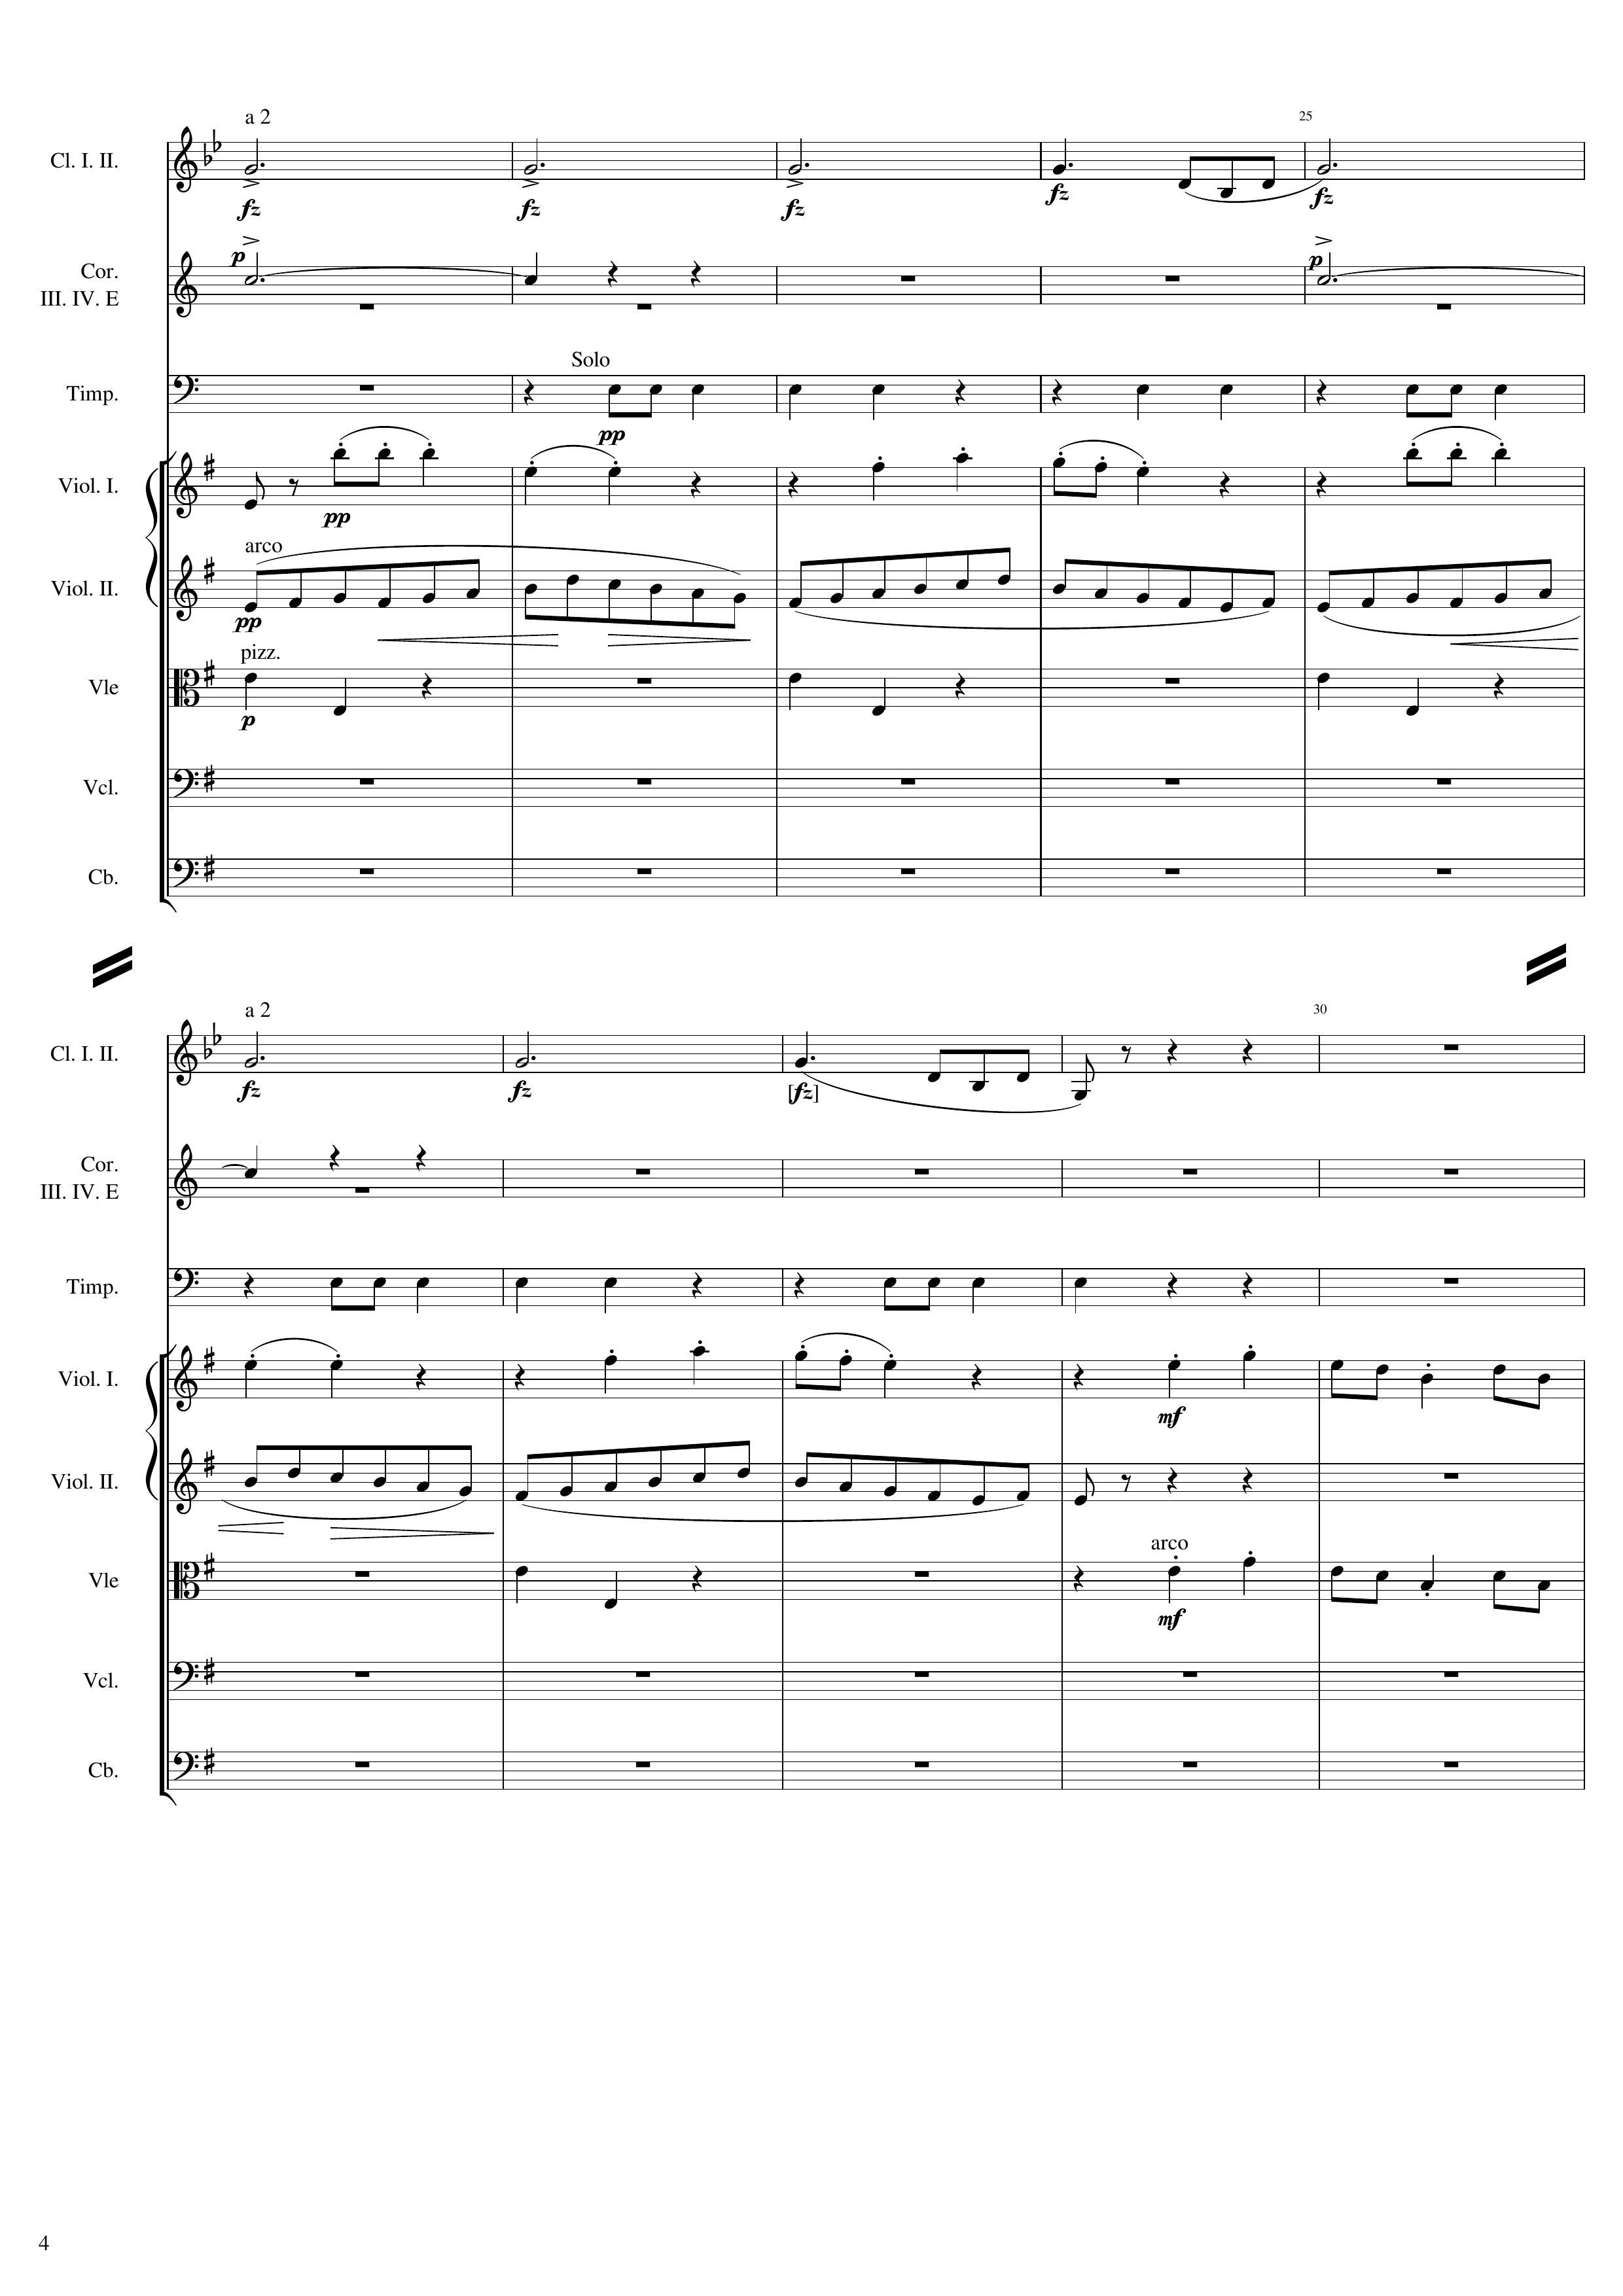 a 2
25
Cl. I. II.
fz fz fz fz fz
p p
Cor.
III. IV. E
Solo
Timp.
pp
Viol. I.
pp
arco
Viol. II.
pp
pizz.
Vle
p
Vcl.
Cb.
a 2
30
Cl. I. II.
fz fz [fz]
Cor.
III. IV. E
Timp.
Viol. I.
mf
Viol. II.
arco
Vle
mf
Vcl.
Cb.
4